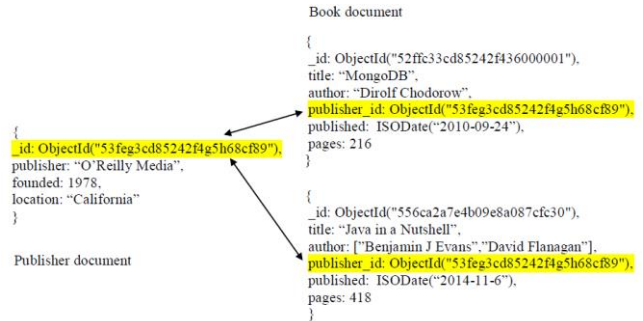 Book document
{
_id: ObjectId("52ffc33cd85242f436000001"),
title: “MongoDB”,
author: “Dirolf Chodorow”,
publisher_id: ObjectId("53feg3cd85242f4g5h68cf89"),
published:  ISODate(“2010-09-24”),
pages: 216
}
{
_id: ObjectId("53feg3cd85242f4g5h68cf89"),
publisher: “O’Reilly Media”,
founded: 1978,
location: “California”
}
Publisher document
{
_id: ObjectId("556ca2a7e4b09e8a087cfc30"),
title: “Java in a Nutshell”,
author: [”Benjamin J Evans”,”David Flanagan”],
publisher_id: ObjectId("53feg3cd85242f4g5h68cf89"),
published:  ISODate(“2014-11-6”),
pages: 418
}